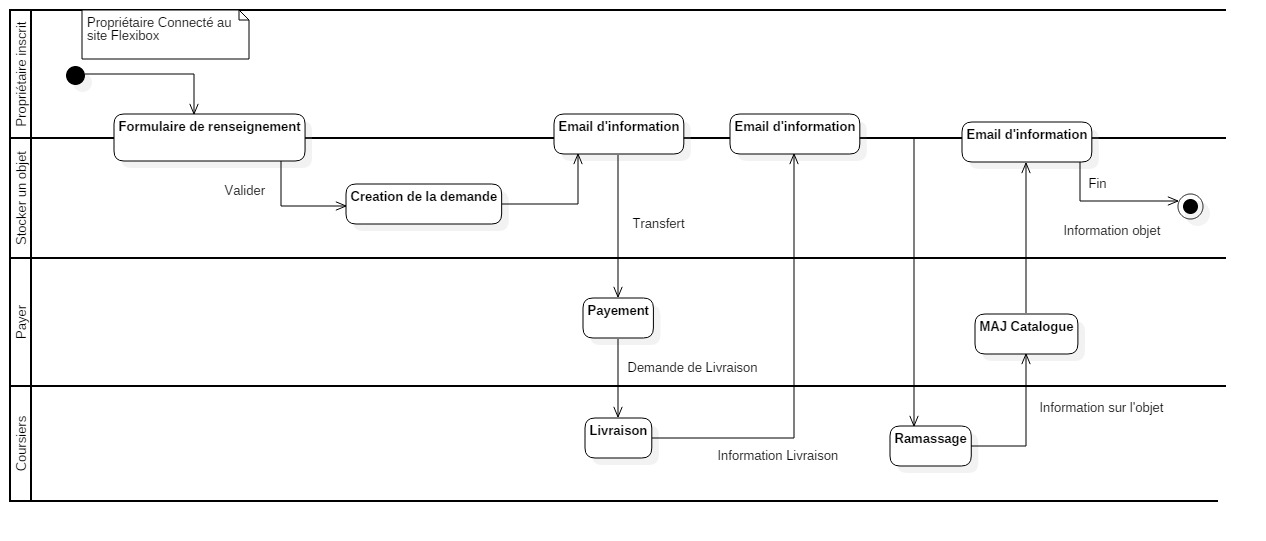 Propriétaire inscrit
Propriétaire Connecté au
site Flexibox
Formulaire de renseignement
Email d'information
Email d'information
Email d'information
Stocker un objet
Valider
Creation de la demande
Transfert
Fin
Information objet
Payer
Payement
MAJ Catalogue
Demande de Livraison
Coursiers
Information sur l'objet
Livraison
Ramassage
Information Livraison